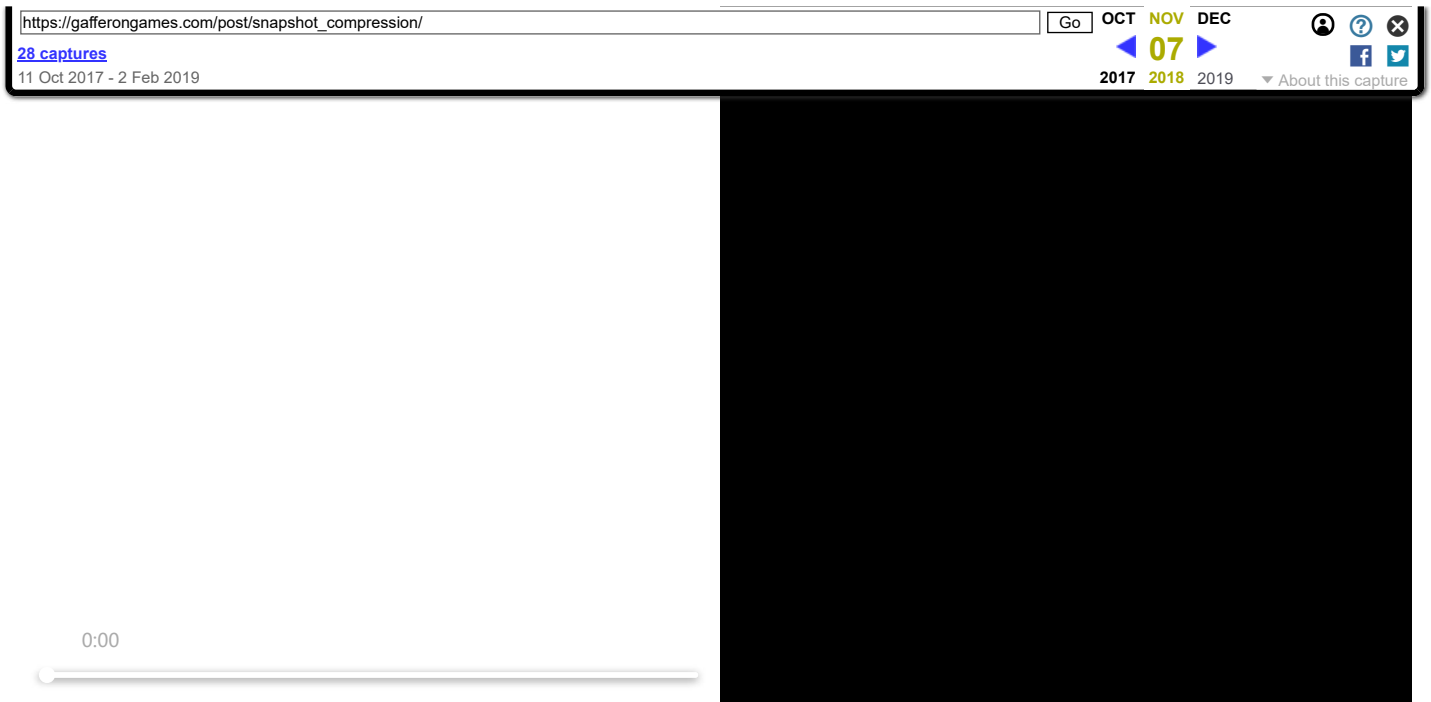 https://gafferongames.com/post/snapshot_compression/ Go OCT NOV DEC
28 captures 07
11 Oct 2017 - 2 Feb 2019 2017 2018 2019 About this capture
0:00